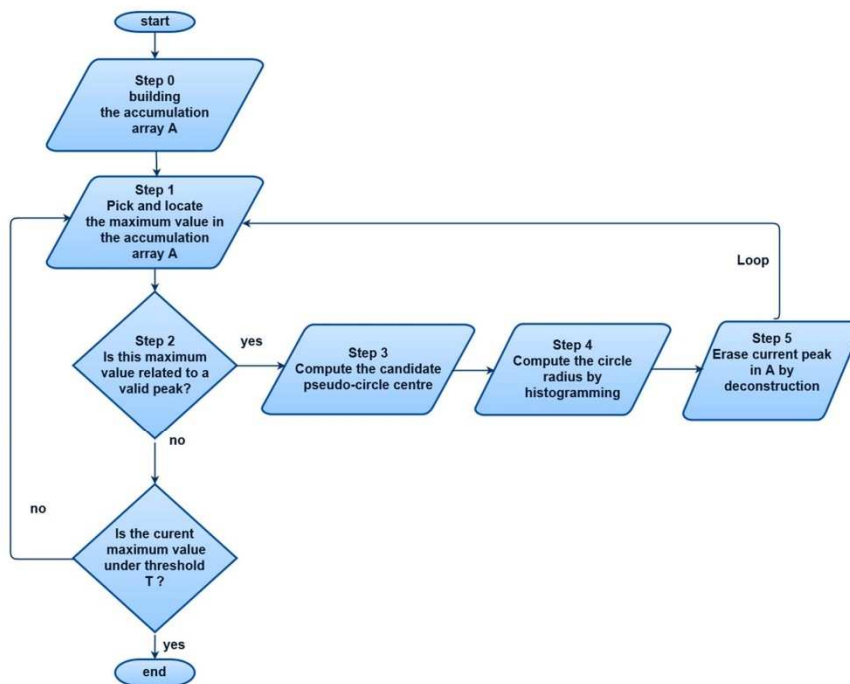 start
Step 0
building
the accumulation
array A
Step 1
Pick and locate
the maximum value in
the accumulation
array A
Loop
Step 2
Is this maximum
value related to a
valid peak?
yes
Step 3
Compute the candidate
pseudo-circle centre
Step 4
Compute the circle
radius by
histogramming
Step 5
Erase current peak
in A by
deconstruction
no
no
Is the curent
maximum value
under threshold
T ?
yes
end